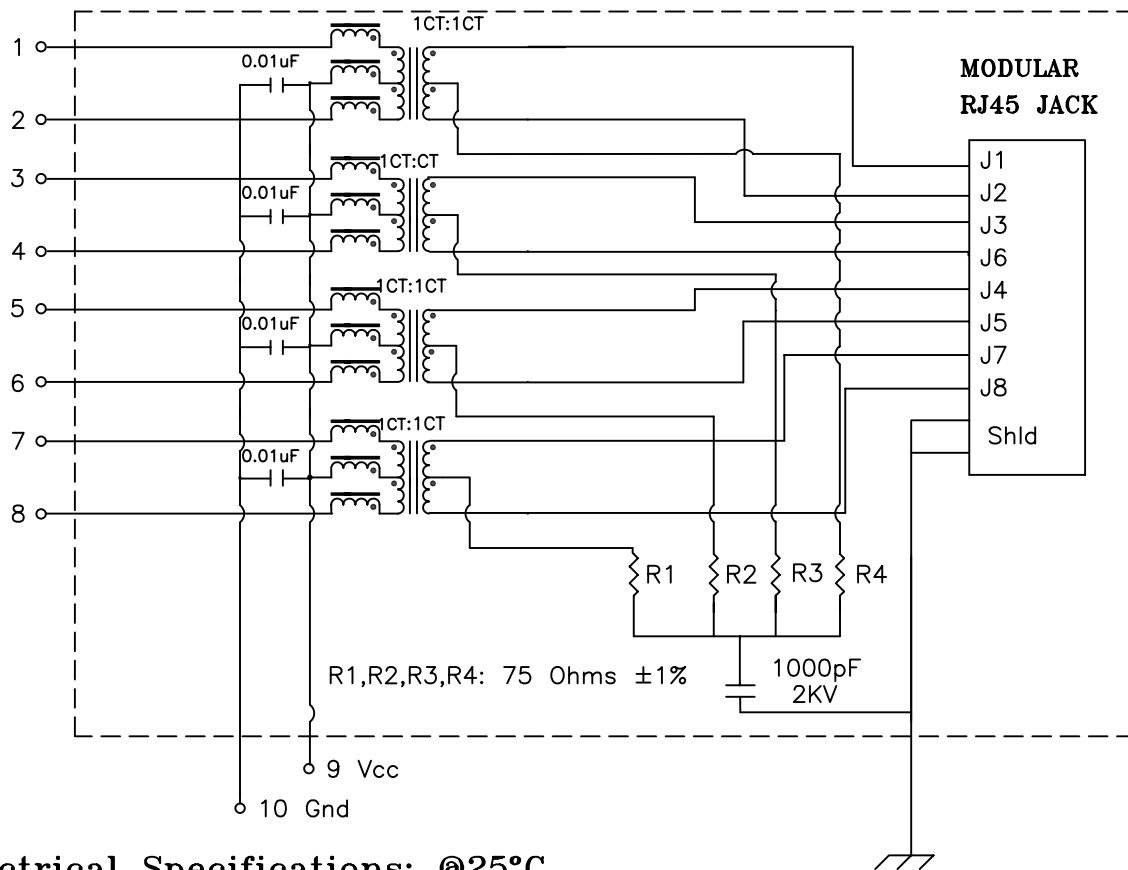 1CT:1CT
1
0.01uF
MODULAR
RJ45 JACK
2
J1
1CT:CT
3
0.01uF
J2
J3
4
J6
1CT:1CT
J4
5
0.01uF
J5
J7
6
J8
1CT:1CT
7
Shld
0.01uF
8
R1
R2
R3
R4
R1,R2,R3,R4: 75 Ohms ±1%
1000pF
2KV
9 Vcc
10 Gnd
Specifications: @25°C